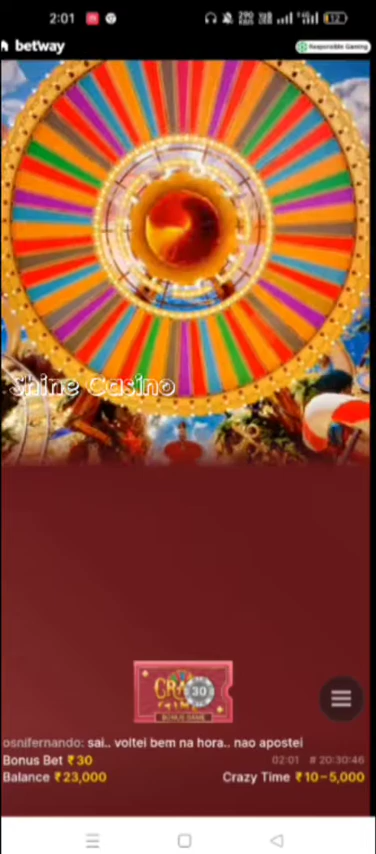 2:01
betway
Responsible Gaming
Shine Casino
30
BONUS GAME
osnifernando: sai.. voltei bem na hora.. nao apostei
Bonus Bet ₹30
02:01 # 20:30:46
Balance ₹23,000
Crazy Time ₹10–5,000